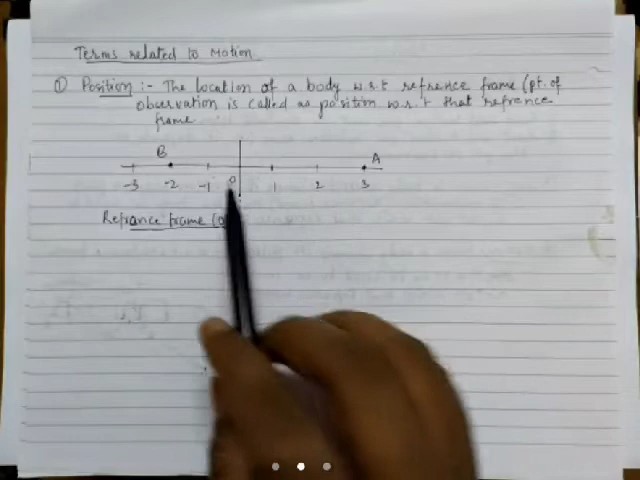 Terms related to Motion
① Position :- The location of a body w.r.t refrence frame (pt. of
observation is called as position w.r.t that refrence
frame
B A
-3 -2 -1 0 1 2 3
Refrance frame (o